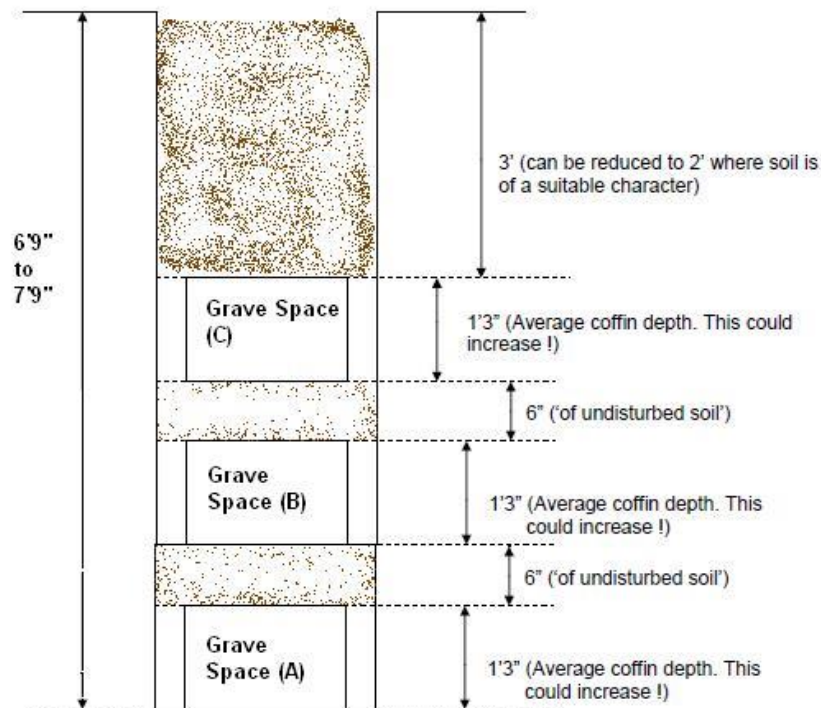 3' (can be reduced to 2' where soil is
of a suitable character)
6'9"
to
7'9"
Grave Space
(C)
1'3" (Average coffin depth. This could
increase !)
6" ('of undisturbed soil')
Grave
Space (B)
1'3" (Average coffin depth. This
could increase !)
6" ('of undisturbed soil')
Grave
Space (A)
1'3" (Average coffin depth. This
could increase !)